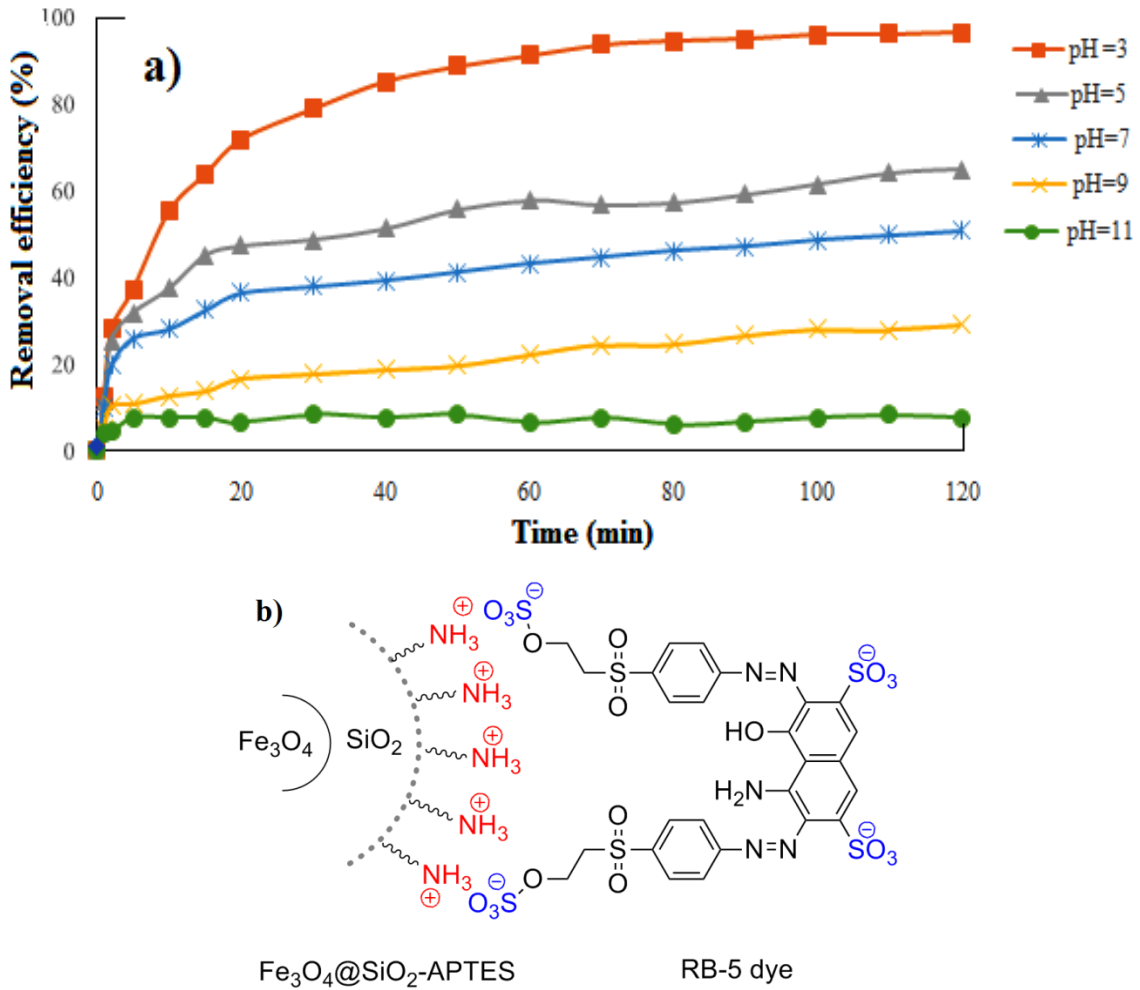 a)
Removal efficiency (%)
100
80
60
40
20
0
0 20 40 60 80 100 120
Time (min)
pH =3
pH=5
pH=7
pH=9
pH=11
b)
Fe₃O₄
SiO₂
NH₃⊕
NH₃⊕
NH₃⊕
NH₃⊕
NH₃⊕
O₃S⊖
O
O
S
O
N=N
SO₃⊖
HO
H₂N
O
S
O
N=N
SO₃⊖
O₃S⊖
O
Fe₃O₄@SiO₂-APTES
RB-5 dye